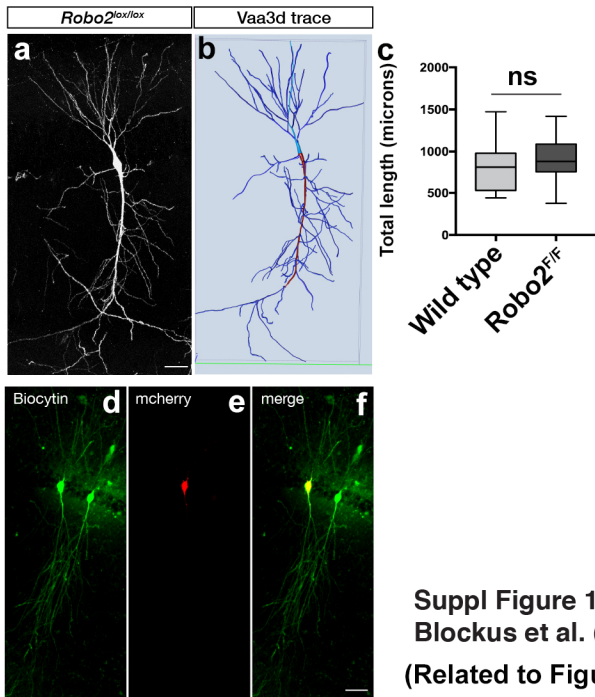 Robo2lox/lox
Vaa3d trace
a
b
c
ns
Total length (microns)
2000
1500
1000
500
0
Wild type
Robo2F/F
Biocytin
d
mcherry
e
merge
f
Suppl Figure 1
Blockus et al.
(Related to Figu